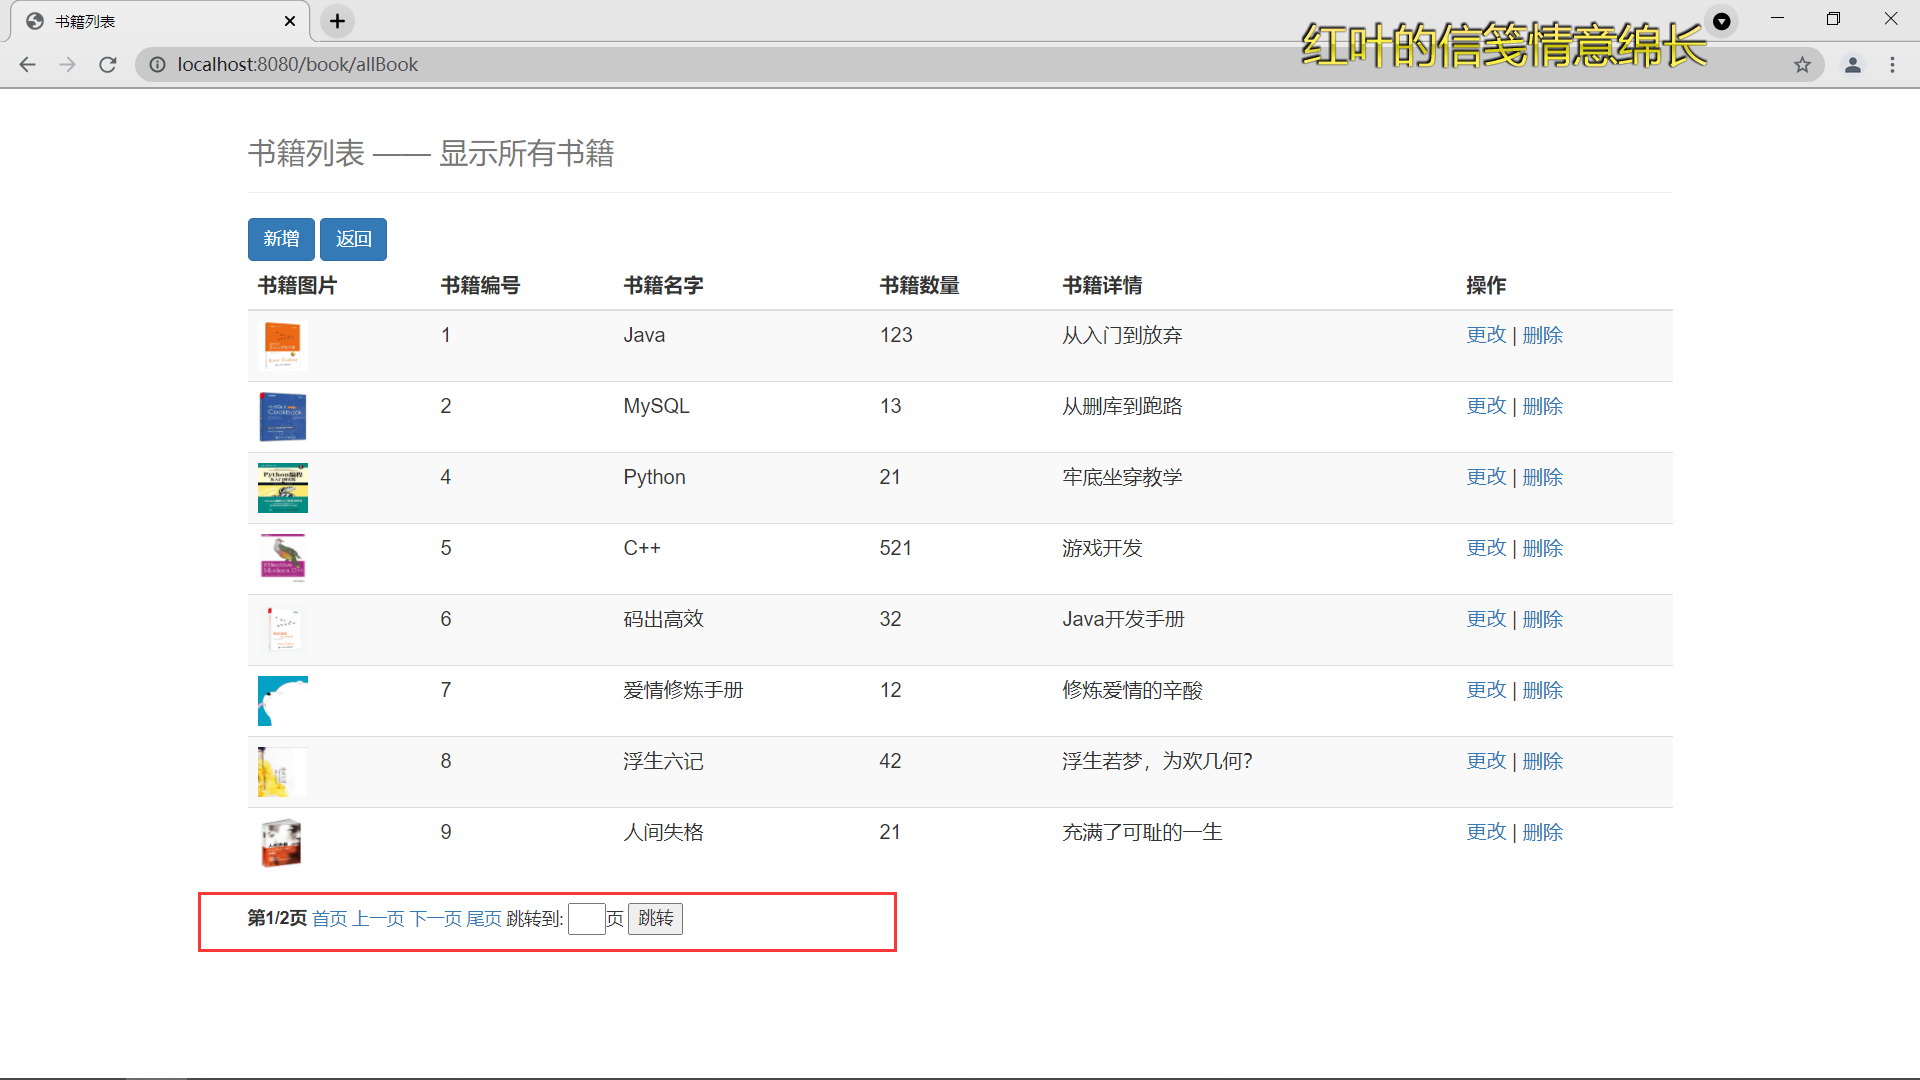 书籍列表
红叶的信笺情意绵长
localhost:8080/book/allBook
书籍列表 —— 显示所有书籍
新增 返回
书籍图片 书籍编号 书籍名字 书籍数量 书籍详情 操作
1 Java 123 从入门到放弃 更改 | 删除
2 MySQL 13 从删库到跑路 更改 | 删除
Cookbook
4 Python 21 牢底坐穿教学 更改 | 删除
Python编程
5 C++ 521 游戏开发 更改 | 删除
6 码出高效 32 Java开发手册 更改 | 删除
7 爱情修炼手册 12 修炼爱情的辛酸 更改 | 删除
8 浮生六记 42 浮生若梦，为欢几何？ 更改 | 删除
9 人间失格 21 充满了可耻的一生 更改 | 删除
第1/2页 首页 上一页 下一页 尾页 跳转到: 页 跳转